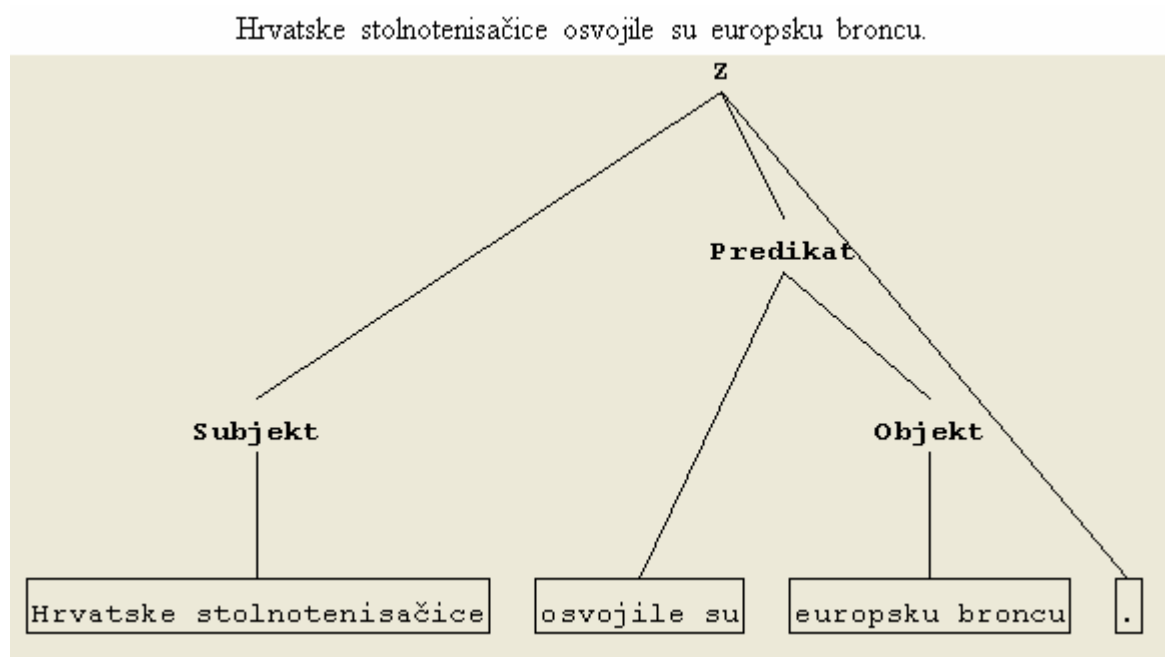 Hrvatske stolnotenisačice osvojile su europsku broncu.
Z
Predikat
Subjekt Objekt
Hrvatske stolnotenisačice osvojile su europsku broncu .